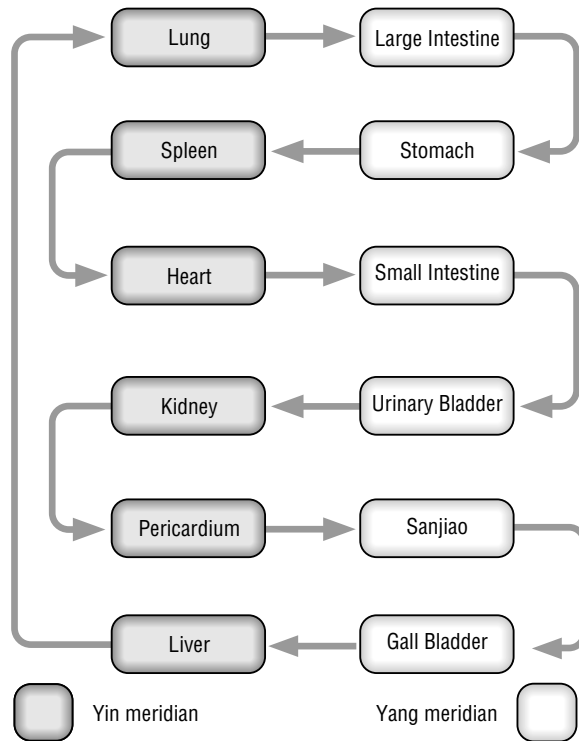 Lung
Large Intestine
Spleen
Stomach
Heart
Small Intestine
Kidney
Urinary Bladder
Pericardium
Sanjiao
Liver
Gall Bladder
Yin meridian
Yang meridian